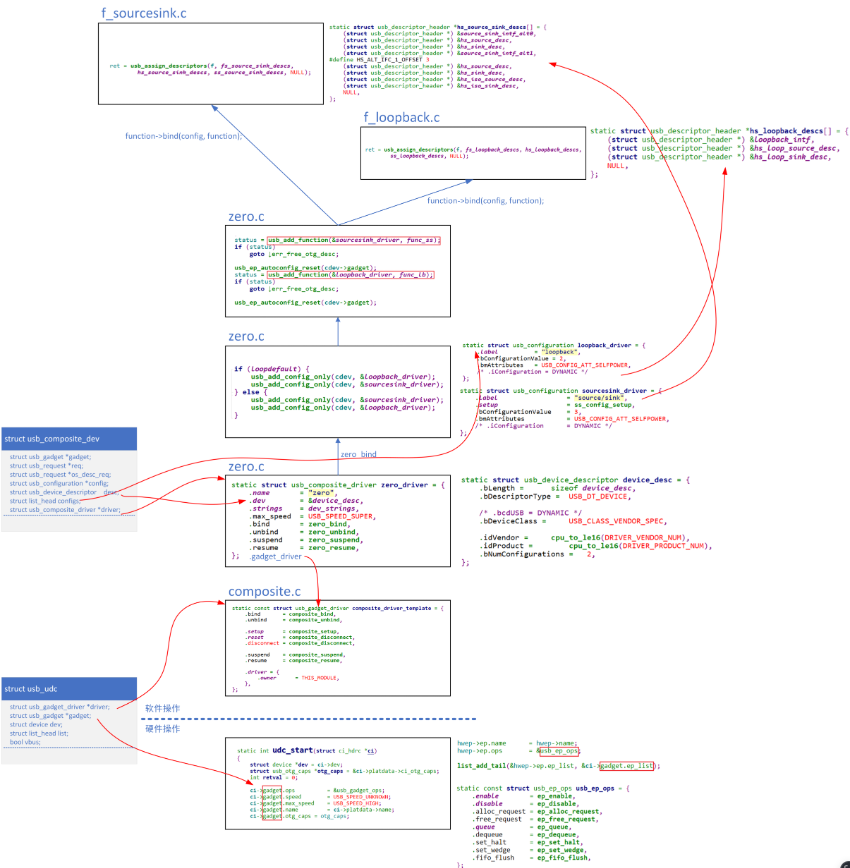 f_sourcesink.c
ret = usb_assign_descriptors(f, fs_source_sink_descs,
hs_source_sink_descs, ss_source_sink_descs, NULL);
static struct usb_descriptor_header *hs_source_sink_descs[] = {
(struct usb_descriptor_header *) &source_sink_intf_alt0,
(struct usb_descriptor_header *) &hs_source_desc,
(struct usb_descriptor_header *) &hs_sink_desc,
(struct usb_descriptor_header *) &source_sink_intf_alt1,
#define HS_ALT_IFC_1_OFFSET 3
(struct usb_descriptor_header *) &hs_source_desc,
(struct usb_descriptor_header *) &hs_sink_desc,
(struct usb_descriptor_header *) &hs_iso_source_desc,
(struct usb_descriptor_header *) &hs_iso_sink_desc,
NULL,
};
f_loopback.c
function->bind(config, function);
ret = usb_assign_descriptors(f, fs_loopback_descs, hs_loopback_descs,
ss_loopback_descs, NULL);
static struct usb_descriptor_header *hs_loopback_descs[] = {
(struct usb_descriptor_header *) &loopback_intf,
(struct usb_descriptor_header *) &hs_loop_source_desc,
(struct usb_descriptor_header *) &hs_loop_sink_desc,
NULL,
};
function->bind(config, function);
zero.c
status = usb_add_function(&sourcesink_driver, func_ss);
if (status)
goto err_free_otg_desc;
usb_ep_autoconfig_reset(cdev->gadget);
status = usb_add_function(&loopback_driver, func_lb);
if (status)
goto err_free_otg_desc;
usb_ep_autoconfig_reset(cdev->gadget);
zero.c
if (loopdefault) {
usb_add_config_only(cdev, &loopback_driver);
usb_add_config_only(cdev, &sourcesink_driver);
} else {
usb_add_config_only(cdev, &sourcesink_driver);
usb_add_config_only(cdev, &loopback_driver);
}
static struct usb_configuration loopback_driver = {
.label = "loopback",
.bConfigurationValue = 2,
.bmAttributes = USB_CONFIG_ATT_SELFPOWER,
/* .iConfiguration = DYNAMIC */
};
static struct usb_configuration sourcesink_driver = {
.label = "source/sink",
.setup = ss_config_setup,
.bConfigurationValue = 3,
.bmAttributes = USB_CONFIG_ATT_SELFPOWER,
/* .iConfiguration = DYNAMIC */
};
zero_bind
struct usb_composite_dev
struct usb_gadget *gadget;
struct usb_request *req;
struct usb_request *os_desc_req;
struct usb_configuration *config;
struct usb_device_descriptor desc;
struct list_head configs;
struct usb_composite_driver *driver;
zero.c
static struct usb_composite_driver zero_driver = {
.name = "zero",
.dev = &device_desc,
.strings = dev_strings,
.max_speed = USB_SPEED_SUPER,
.bind = zero_bind,
.unbind = zero_unbind,
.suspend = zero_suspend,
.resume = zero_resume,
}; .gadget_driver
static struct usb_device_descriptor device_desc = {
.bLength = sizeof device_desc,
.bDescriptorType = USB_DT_DEVICE,
/* .bcdUSB = DYNAMIC */
.bDeviceClass = USB_CLASS_VENDOR_SPEC,
.idVendor = cpu_to_le16(DRIVER_VENDOR_NUM),
.idProduct = cpu_to_le16(DRIVER_PRODUCT_NUM),
.bNumConfigurations = 2,
};
composite.c
static const struct usb_gadget_driver composite_driver_template = {
.bind = composite_bind,
.unbind = composite_unbind,
.setup = composite_setup,
.reset = composite_disconnect,
.disconnect = composite_disconnect,
.suspend = composite_suspend,
.resume = composite_resume,
.driver = {
.owner = THIS_MODULE,
},
};
struct usb_udc
struct usb_gadget_driver *driver;
struct usb_gadget *gadget;
struct device dev;
struct list_head list;
bool vbus;
软件操作
硬件操作
static int udc_start(struct ci_hdrc *ci)
{
struct device *dev = ci->dev;
struct usb_otg_caps *otg_caps = &ci->platdata->ci_otg_caps;
int retval = 0;
ci->gadget.ops = &usb_gadget_ops;
ci->gadget.speed = USB_SPEED_UNKNOWN;
ci->gadget.max_speed = USB_SPEED_HIGH;
ci->gadget.name = ci->platdata->name;
ci->gadget.otg_caps = otg_caps;
hwep->ep.name = hwep->name;
hwep->ep.ops = &usb_ep_ops;
list_add_tail(&hwep->ep.ep_list, &ci->gadget.ep_list);
static const struct usb_ep_ops usb_ep_ops = {
.enable = ep_enable,
.disable = ep_disable,
.alloc_request = ep_alloc_request,
.free_request = ep_free_request,
.queue = ep_queue,
.dequeue = ep_dequeue,
.set_halt = ep_set_halt,
.set_wedge = ep_set_wedge,
.fifo_flush = ep_fifo_flush,
};